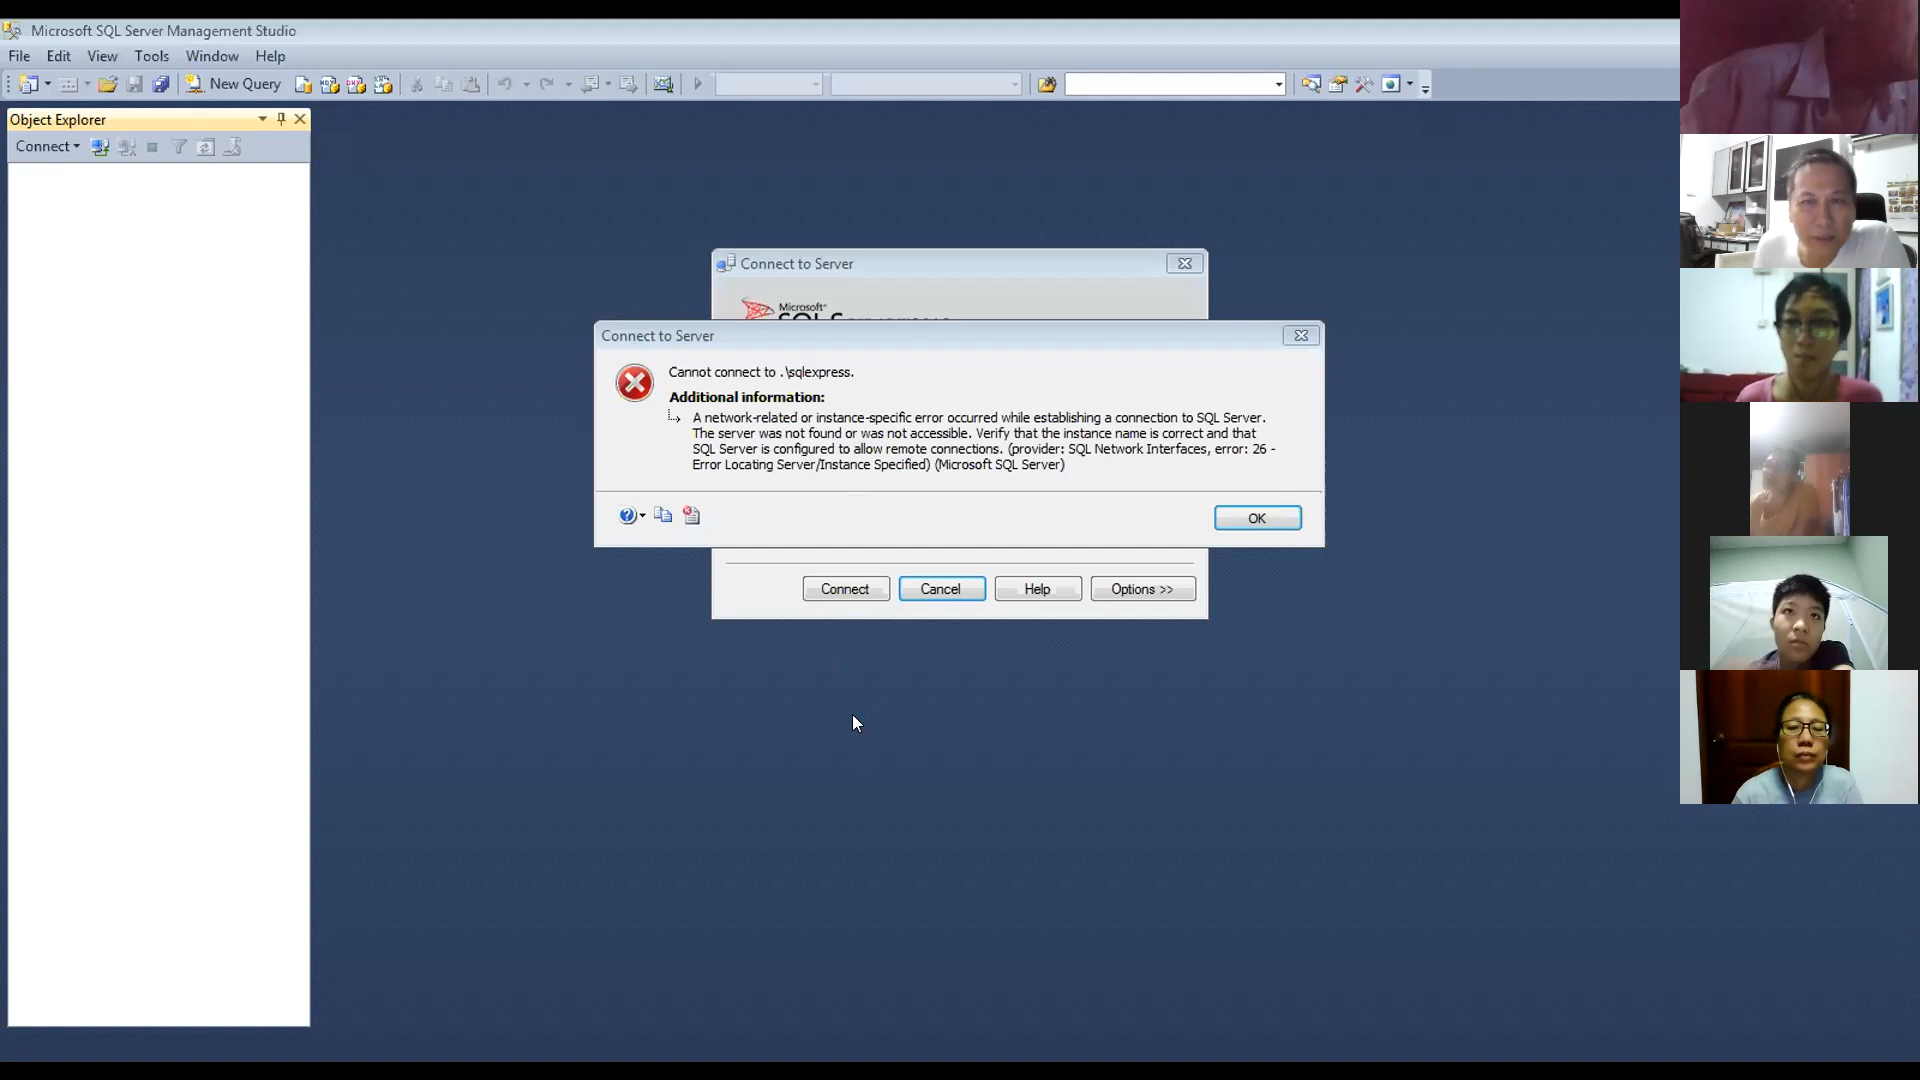 Microsoft SQL Server Management Studio
File Edit View Tools Window Help
New Query
Object Explorer
Connect
Connect to Server
Microsoft®
Connect to Server
Cannot connect to .\sqlexpress.
Additional information:
A network-related or instance-specific error occurred while establishing a connection to SQL Server.
The server was not found or was not accessible. Verify that the instance name is correct and that
SQL Server is configured to allow remote connections. (provider: SQL Network Interfaces, error: 26 -
Error Locating Server/Instance Specified) (Microsoft SQL Server)
OK
Connect Cancel Help Options >>